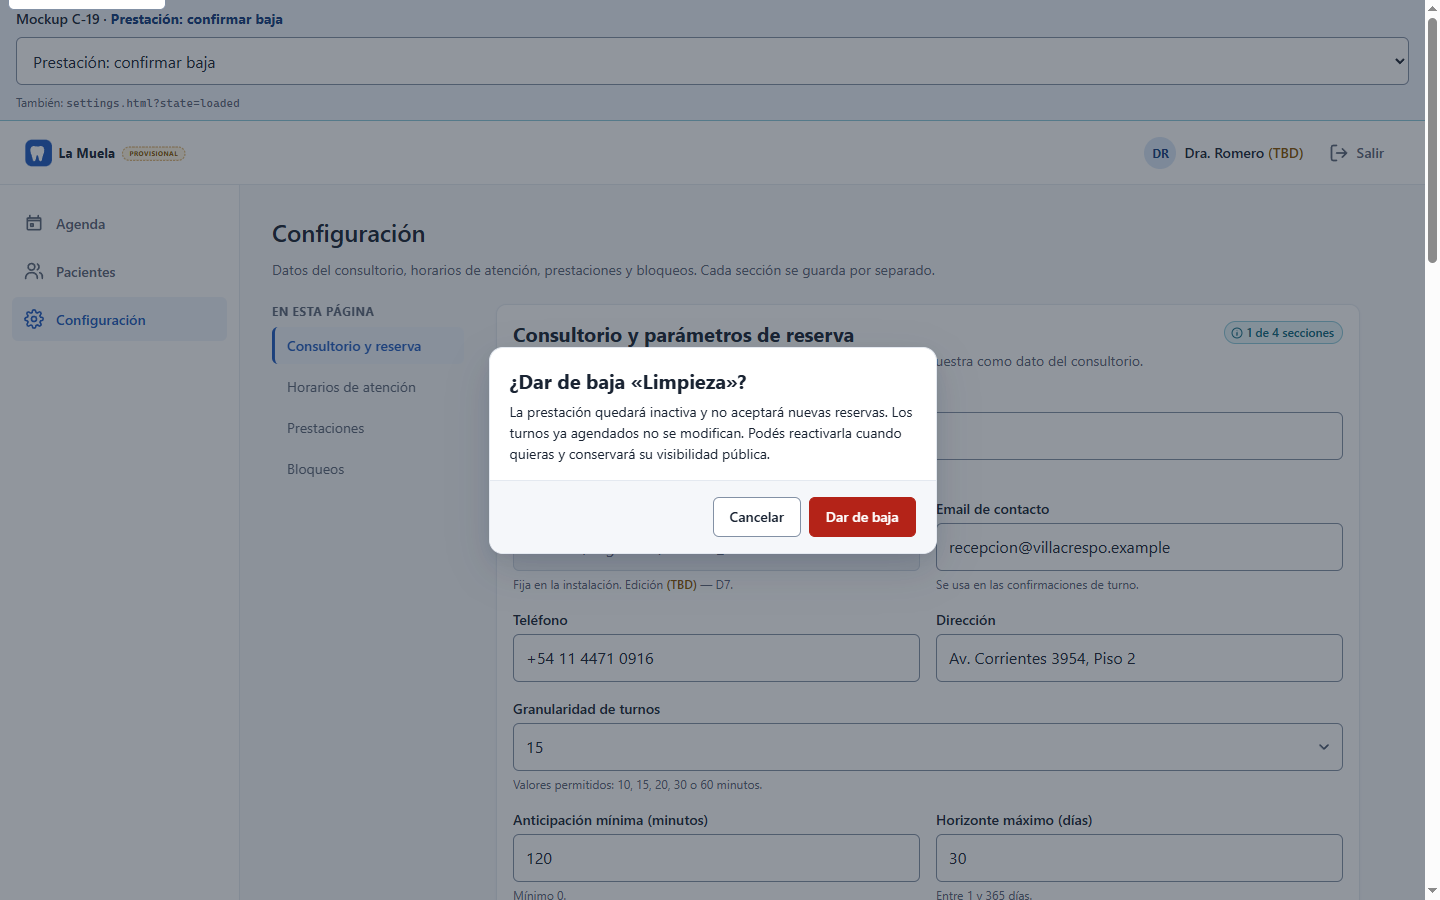 Mockup C-19 · Prestación: confirmar baja
Prestación: confirmar baja
También: settings.html?state=loaded
La Muela
PROVISIONAL
DR
Dra. Romero (TBD)
Salir
Agenda
Pacientes
Configuración
Configuración
Datos del consultorio, horarios de atención, prestaciones y bloqueos. Cada sección se guarda por separado.
EN ESTA PÁGINA
Consultorio y reserva
Horarios de atención
Prestaciones
Bloqueos
Consultorio y parámetros de reserva
1 de 4 secciones
como dato del consultorio.
¿Dar de baja «Limpieza»?
La prestación quedará inactiva y no aceptará nuevas reservas. Los
turnos ya agendados no se modifican. Podés reactivarla cuando
quieras y conservará su visibilidad pública.
Cancelar
Dar de baja
Email de contacto
recepcion@villacrespo.example
Fija en la instalación. Edición (TBD) — D7.
Se usa en las confirmaciones de turno.
Teléfono
+54 11 4471 0916
Dirección
Av. Corrientes 3954, Piso 2
Granularidad de turnos
15
Valores permitidos: 10, 15, 20, 30 o 60 minutos.
Anticipación mínima (minutos)
120
Mínimo 0.
Horizonte máximo (días)
30
Entre 1 y 365 días.